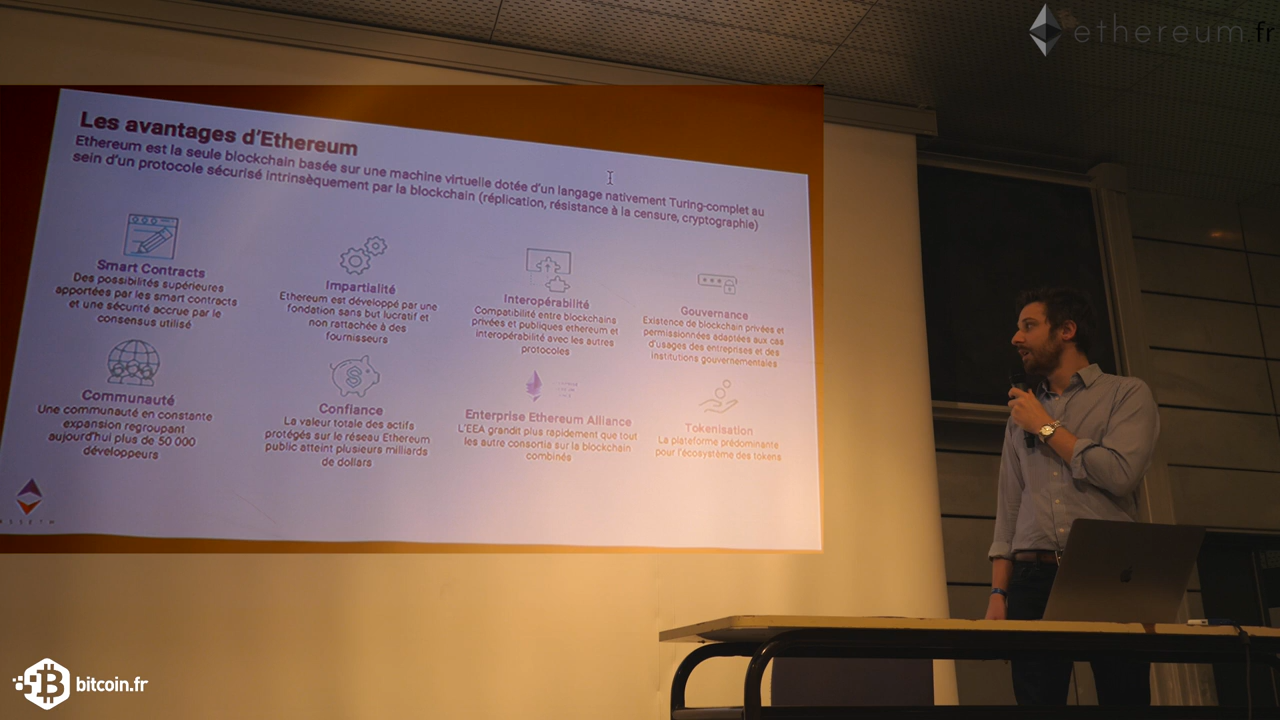 ethereum.fr
Les avantages d'Ethereum
Ethereum est la seule blockchain basée sur une machine virtuelle dotée d'un langage nativement Turing-complet au
sein d'un protocole sécurisé intrinsèquement par la blockchain (réplication, résistance à la censure, cryptographie)
Smart Contracts
Des possibilités supérieures
apportées par les smart contracts
et une sécurité accrue par le
consensus utilisé
Impartialité
Ethereum est développé par une
fondation sans but lucratif et
non rattachée à des
fournisseurs
Interopérabilité
Compatibilité entre blockchains
privées et publiques ethereum et
interopérabilité avec les autres
protocoles
Gouvernance
Existence de blockchain privées et
permissionnées adaptées aux cas
d'usages des entreprises et des
institutions gouvernementales
Communauté
Une communauté en constante
expansion regroupant
aujourd'hui plus de 50 000
développeurs
Confiance
La valeur totale des actifs
protégés sur le réseau Ethereum
public atteint plusieurs milliards
de dollars
Enterprise Ethereum Alliance
L'EEA grandit plus rapidement que tout
les autre consortia sur la blockchain
combinés
Tokenisation
La plateforme prédominante
pour l'écosystème des tokens
bitcoin.fr